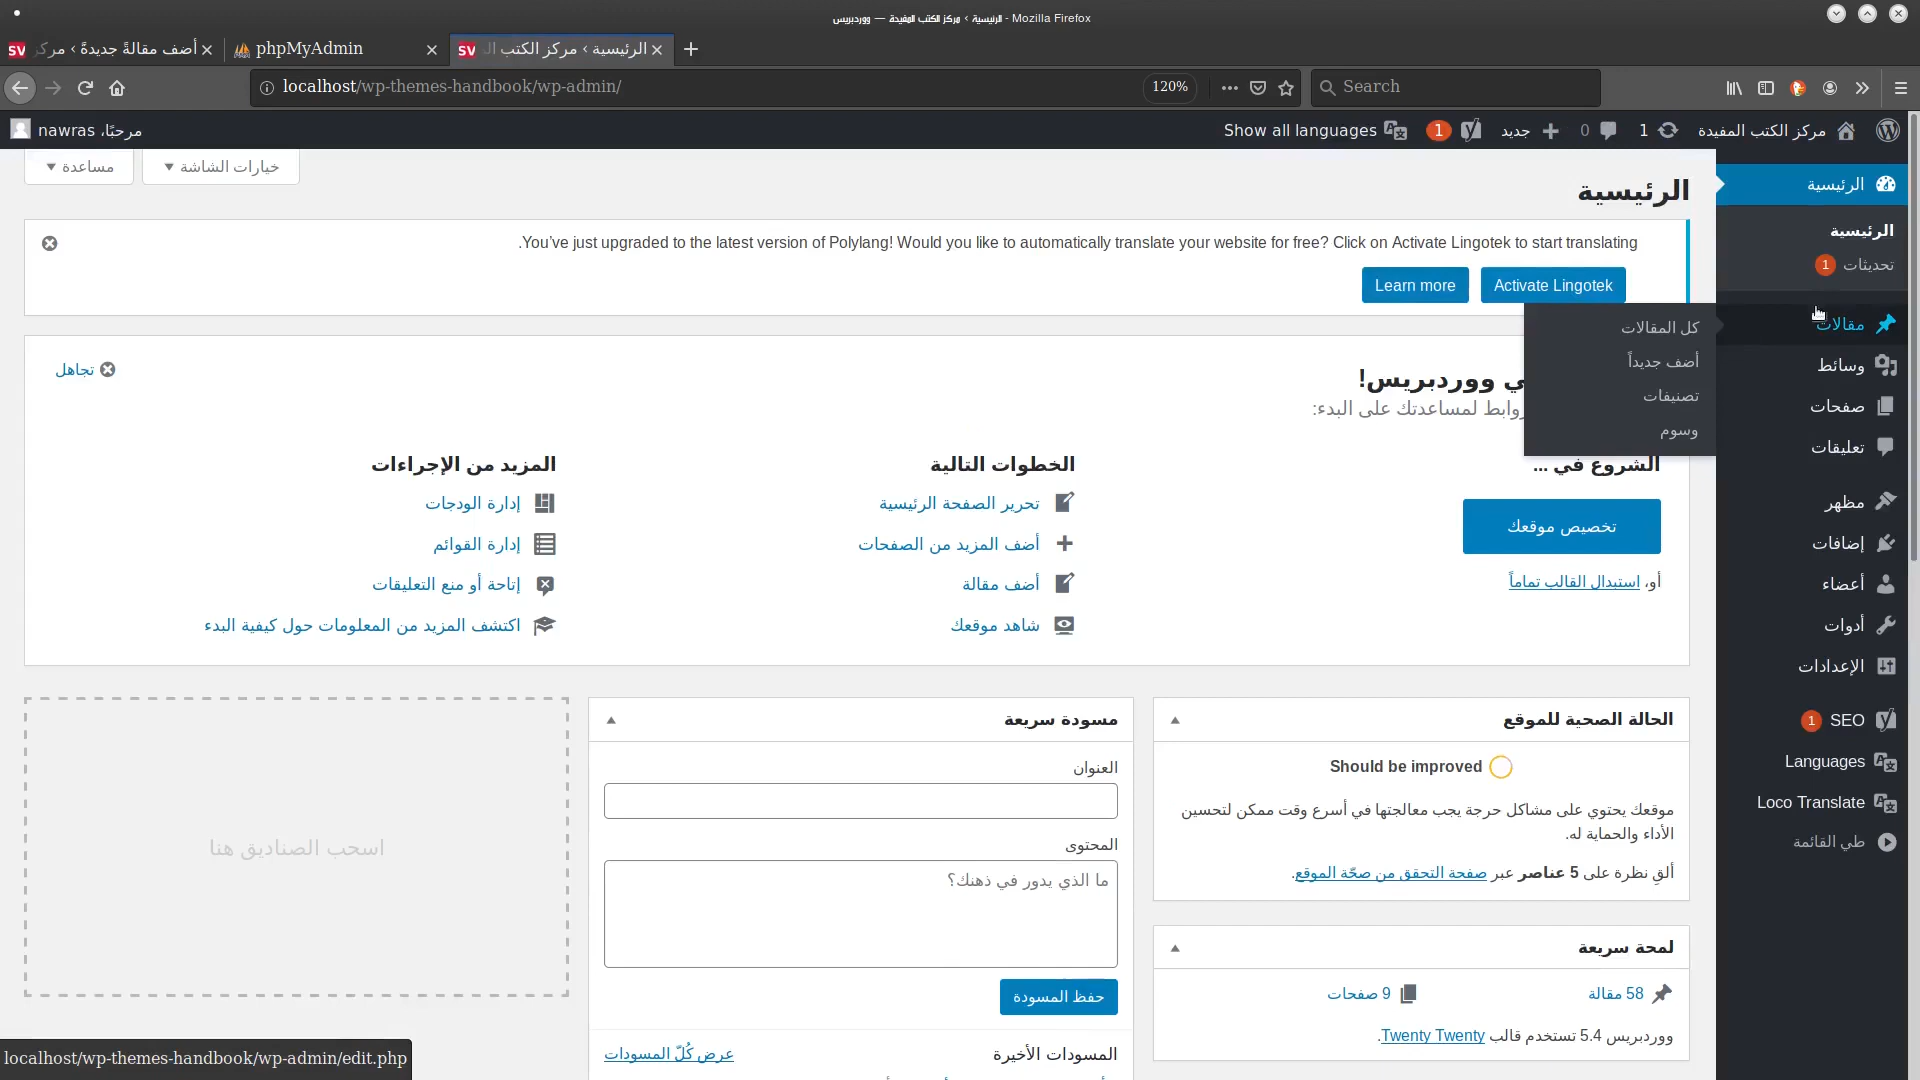 الرئيسية › مركز الكتب المفيدة — ووردبريس - Mozilla Firefox
أضف مقالةً جديدةً › مركز
phpMyAdmin
الرئيسية › مركز الكتب
localhost/wp-themes-handbook/wp-admin/
120%
Search
مركز الكتب المفيدة
1
0
جديد
1
Show all languages
مرحبًا، nawras
خيارات الشاشة
مساعدة
الرئيسية
الرئيسية
تحديثات 1
مقالات
كل المقالات
أضف جديداً
تصنيفات
وسوم
وسائط
صفحات
تعليقات
مظهر
إضافات
أعضاء
أدوات
الإعدادات
SEO 1
Languages
Loco Translate
طي القائمة
الرئيسية
You’ve just upgraded to the latest version of Polylang! Would you like to automatically translate your website for free? Click on Activate Lingotek to start translating.
Activate Lingotek
Learn more
تجاهل
ووردبريس!
روابط لمساعدتك على البدء:
الشروع في ...
تخصيص موقعك
أو، استبدال القالب تماماً
الخطوات التالية
تحرير الصفحة الرئيسية
أضف المزيد من الصفحات
أضف مقالة
شاهد موقعك
المزيد من الإجراءات
إدارة الودجات
إدارة القوائم
إتاحة أو منع التعليقات
اكتشف المزيد من المعلومات حول كيفية البدء
الحالة الصحية للموقع
Should be improved
موقعك يحتوي على مشاكل حرجة يجب معالجتها في أسرع وقت ممكن لتحسين
الأداء والحماية له.
ألقِ نظرة على 5 عناصر عبر صفحة التحقق من صحّة الموقع.
لمحة سريعة
58 مقالة
9 صفحات
ووردبريس 5.4 تستخدم قالب Twenty Twenty.
مسودة سريعة
العنوان
المحتوى
ما الذي يدور في ذهنك؟
حفظ المسودة
المسودات الأخيرة
عرض كُلّ المسودات
اسحب الصناديق هنا
localhost/wp-themes-handbook/wp-admin/edit.php